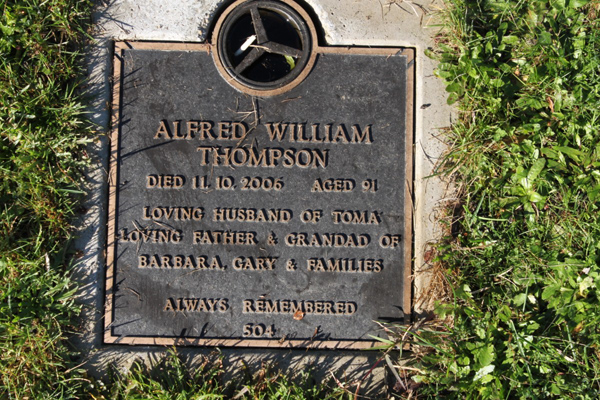 ALFRED WILLIAM
THOMPSON
DIED 11. 10. 2006 AGED 91
LOVING HUSBAND OF TOMA
LOVING FATHER & GRANDAD OF
BARBARA, GARY & FAMILIES
ALWAYS REMEMBERED
504